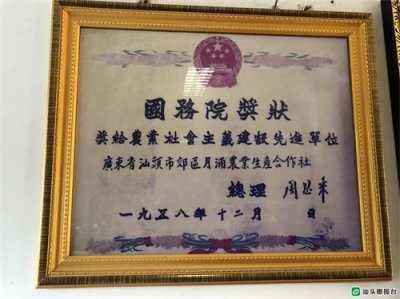 國務院獎狀
奖給農業社會主義建設先進單位
廣東省汕頭市郊區月浦農業生產合作社
總理 周恩来
一九五八年十二月 日
汕头橄榄台